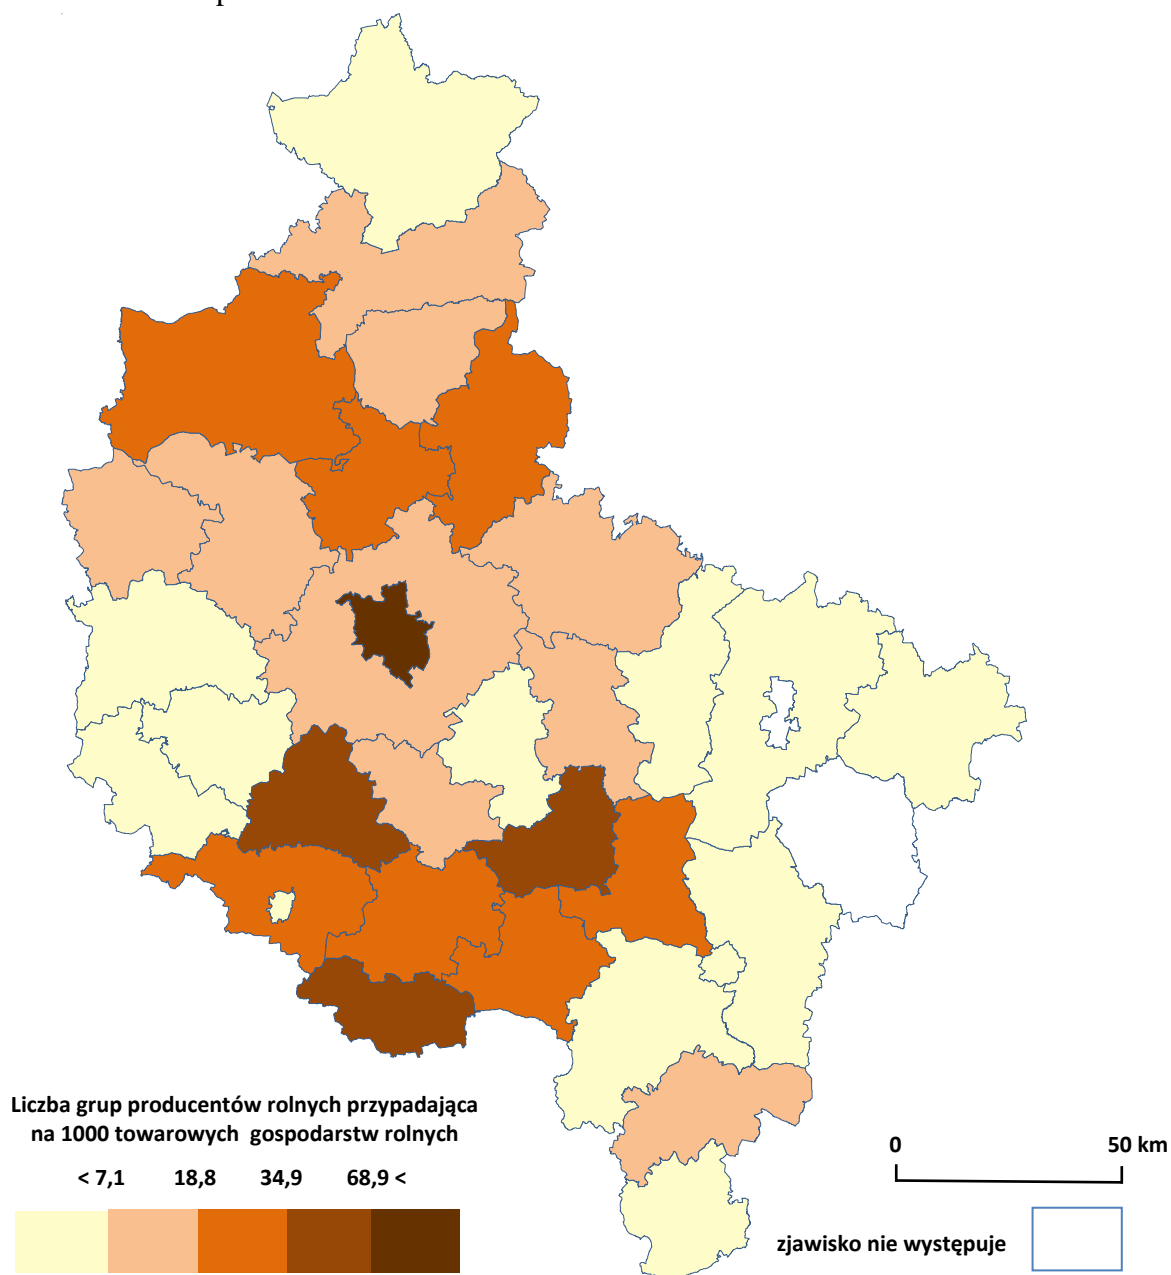 Liczba grup producentów rolnych przypadająca
na 1000 towarowych gospodarstw rolnych
< 7,1 18,8 34,9 68,9 <
0 50 km
zjawisko nie występuje